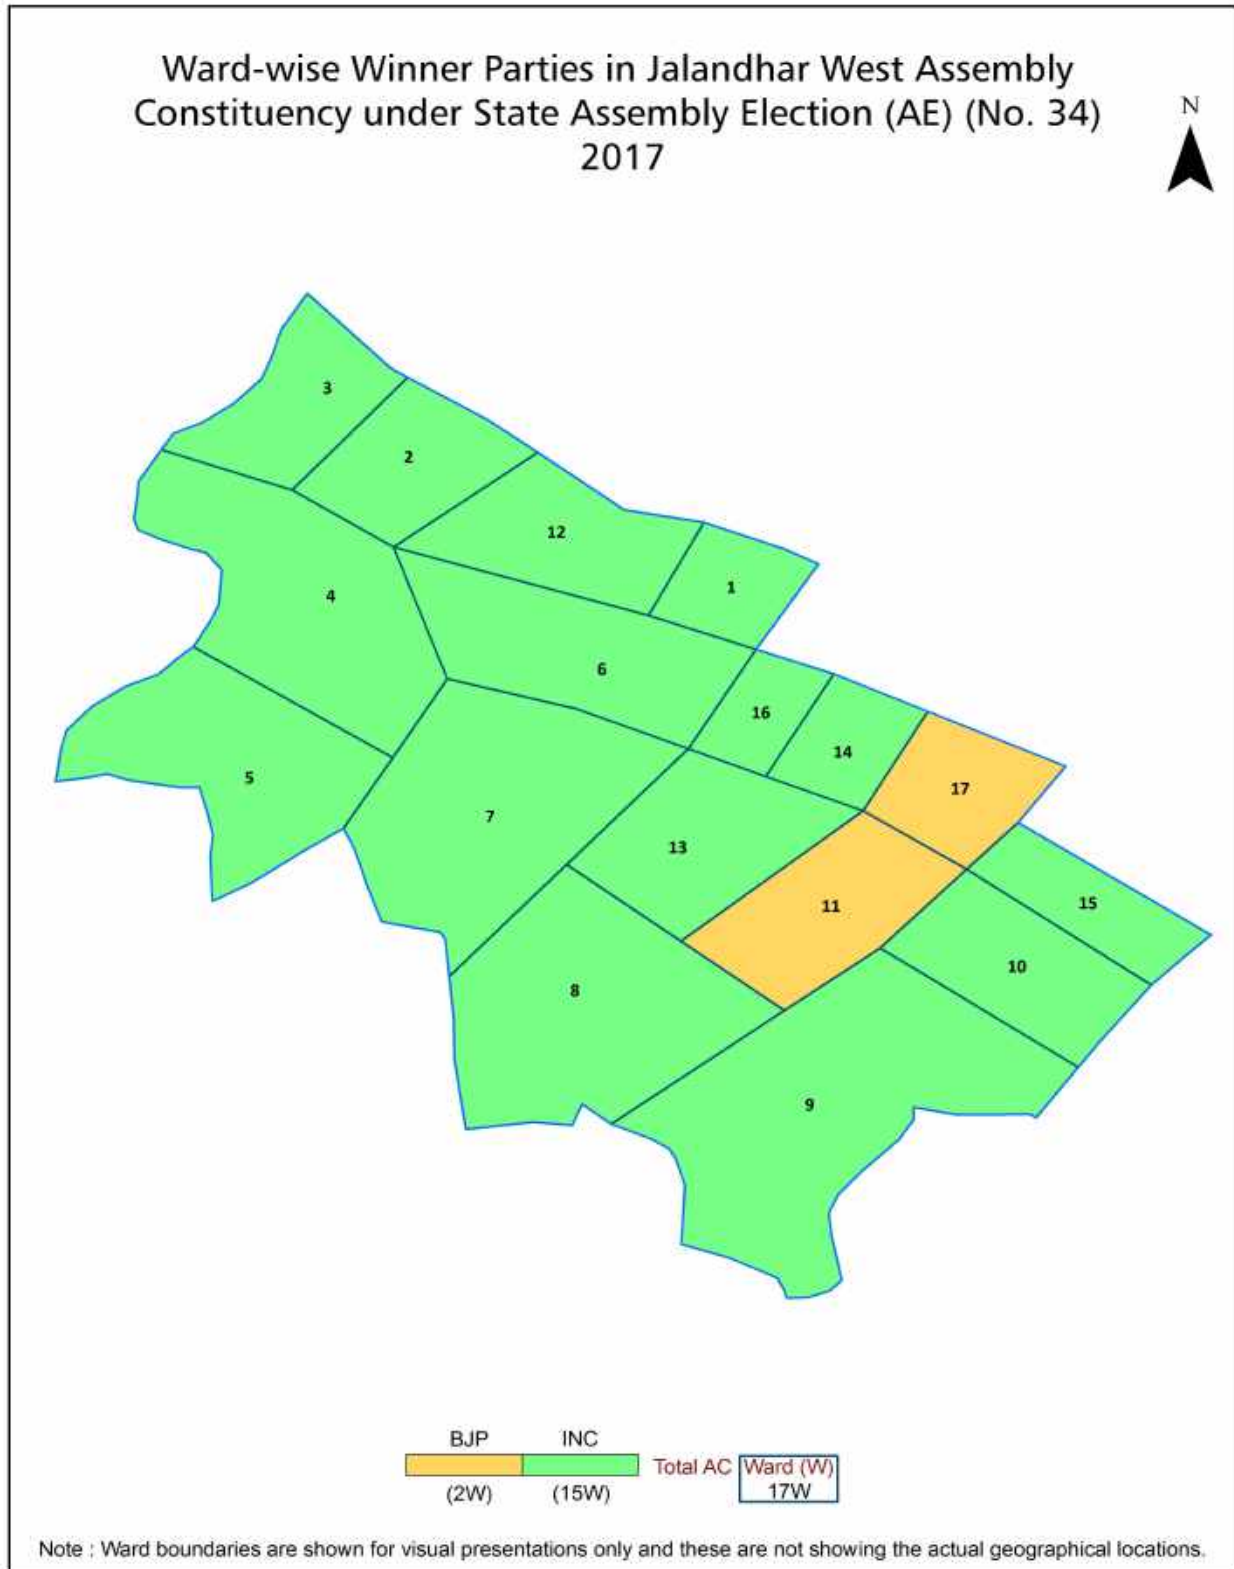 Ward-wise Winner Parties in Jalandhar West Assembly
Constituency under State Assembly Election (AE) (No. 34)
2017
N
3
2
12
1
4
6
16
14
5
7
17
13
11
15
10
8
9
BJP INC
Total AC Ward (W)
(2W) (15W) 17W
Note : Ward boundaries are shown for visual presentations only and these are not showing the actual geographical locations.